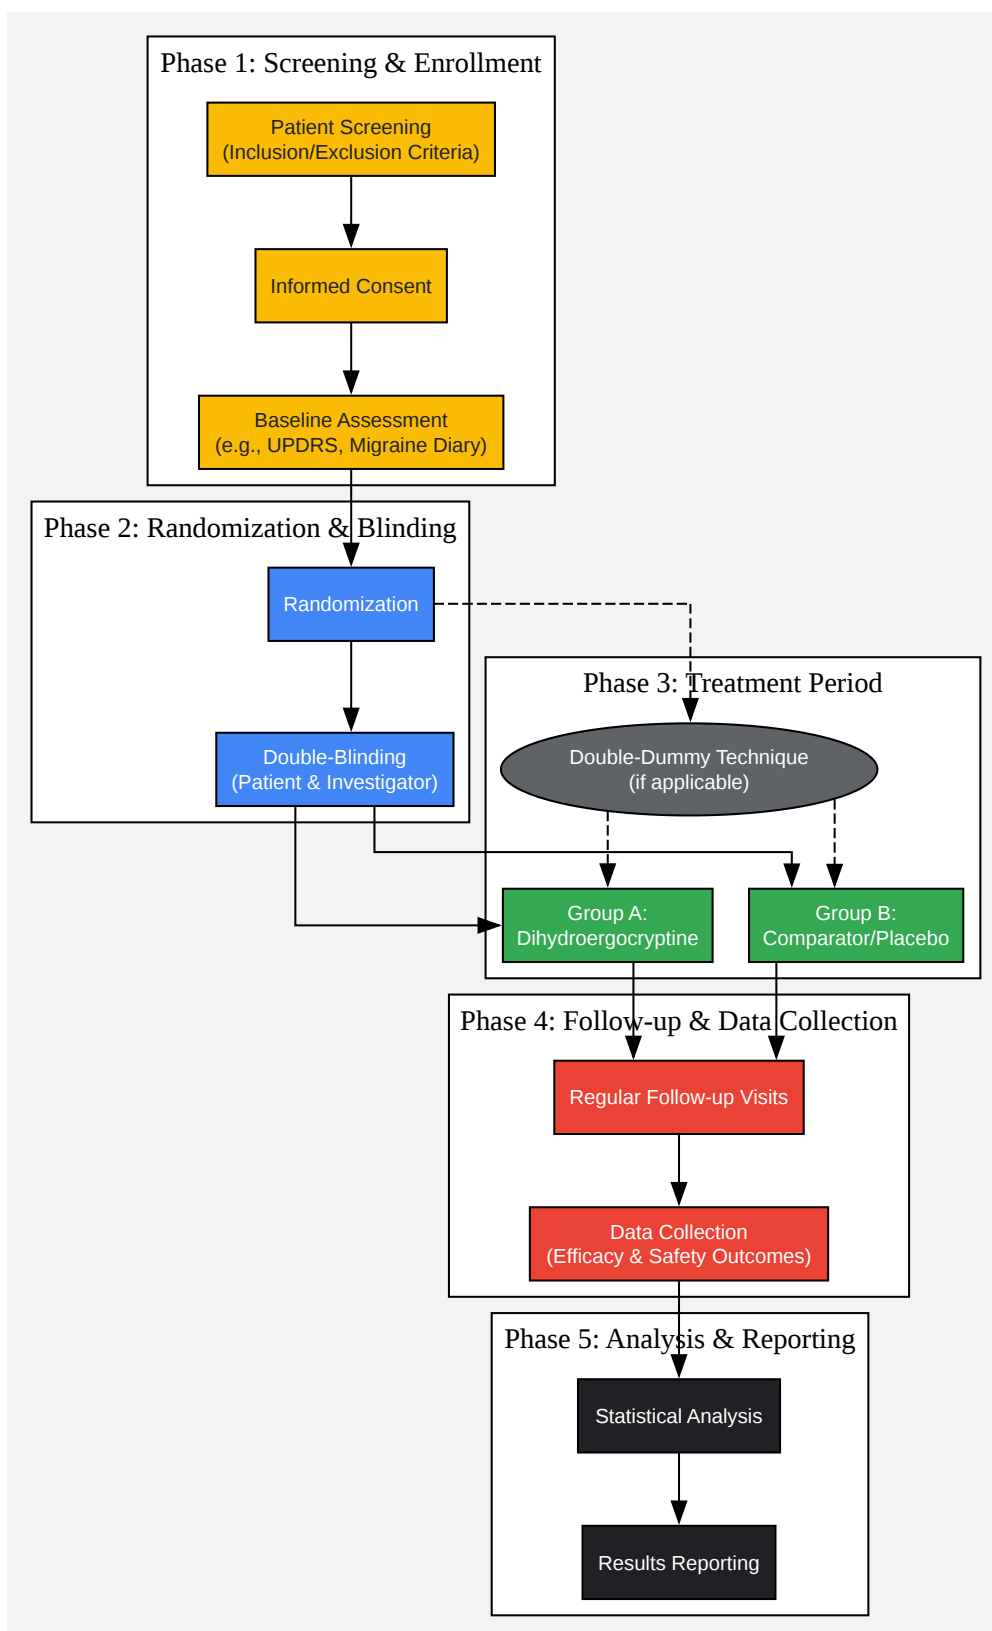 Phase 1: Screening & Enrollment
Patient Screening
(Inclusion/Exclusion Criteria)
Informed Consent
Baseline Assessment
(e.g., UPDRS, Migraine Diary)
Phase 2: Randomization & Blinding
Randomization
Double-Blinding
(Patient & Investigator)
Phase 3: Treatment Period
Double-Dummy Technique
(if applicable)
Group A:
Dihydroergocryptine
Group B:
Comparator/Placebo
Phase 4: Follow-up & Data Collection
Regular Follow-up Visits
Data Collection
(Efficacy & Safety Outcomes)
Phase 5: Analysis & Reporting
Statistical Analysis
Results Reporting